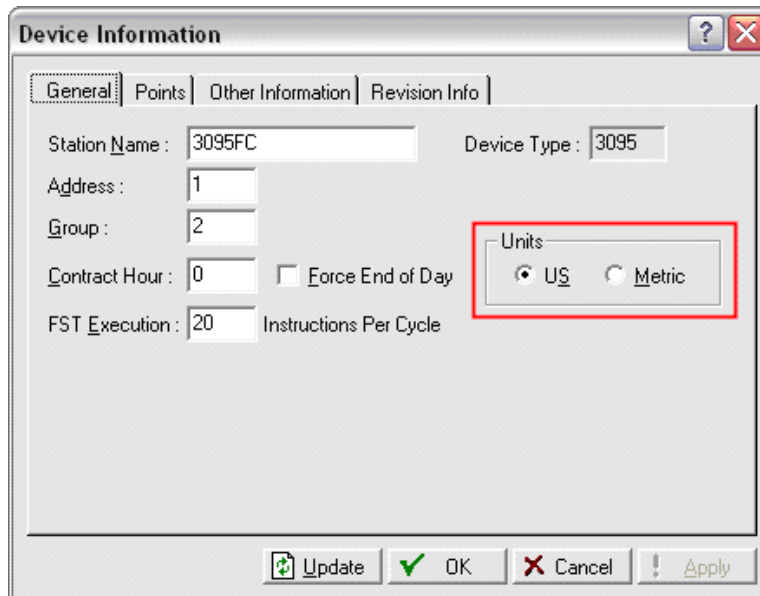 Device Information
General Points Other Information Revision Info
Station Name : 3095FC Device Type : 3095
Address : 1
Group : 2
Units
Contract Hour : 0 Force End of Day US Metric
FST Execution : 20 Instructions Per Cycle
Update OK Cancel Apply